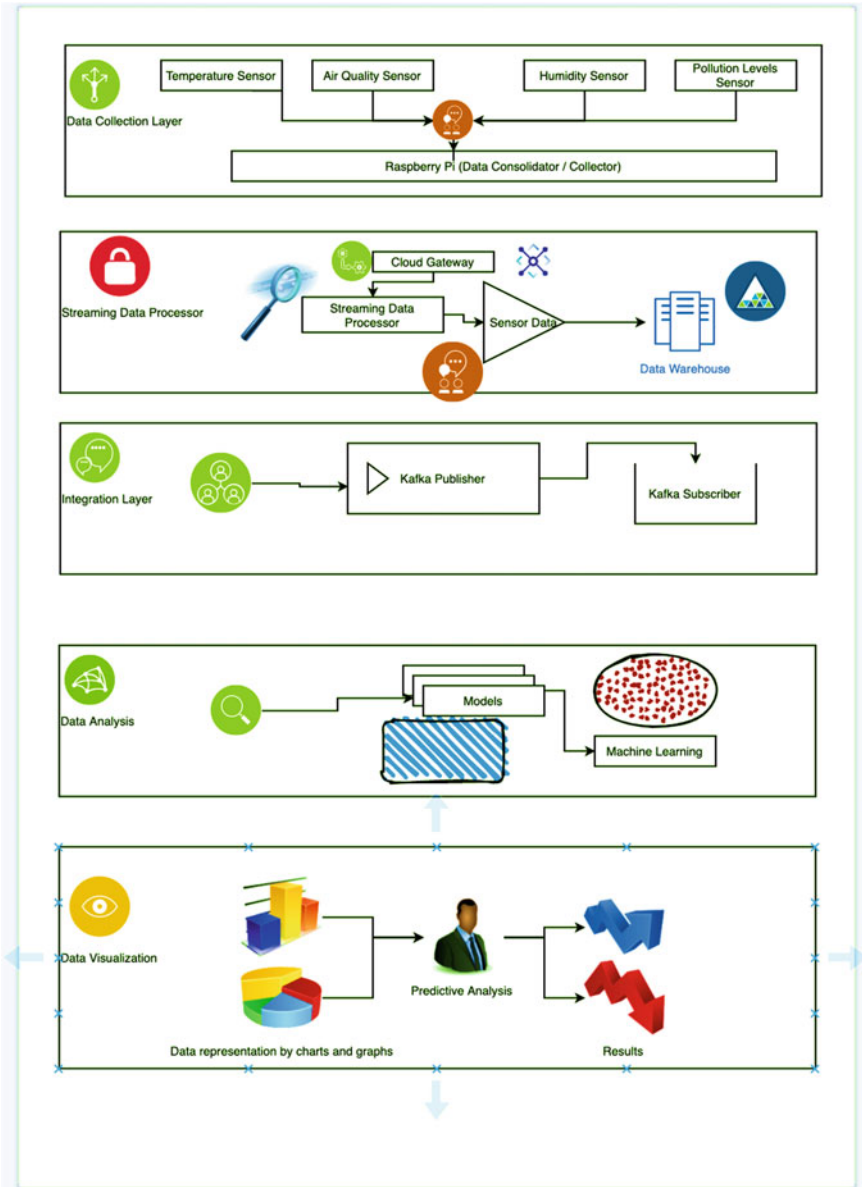 Temperature Sensor
Air Quality Sensor
Humidity Sensor
Pollution Levels
Sensor
Data Collection Layer
Raspberry Pi (Data Consolidator / Collector)
Cloud Gateway
Streaming Data Processor
Streaming Data
Processor
Sensor Data
Data Warehouse
Integration Layer
Kafka Publisher
Kafka Subscriber
Data Analysis
Models
Machine Learning
Data Visualization
Predictive Analysis
Data representation by charts and graphs
Results